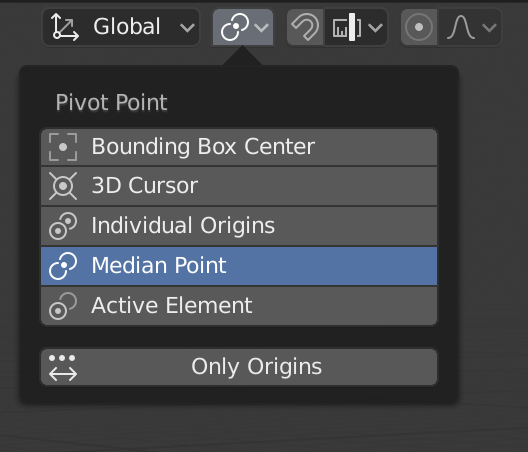 Global
Pivot Point
Bounding Box Center
3D Cursor
Individual Origins
Median Point
Active Element
Only Origins